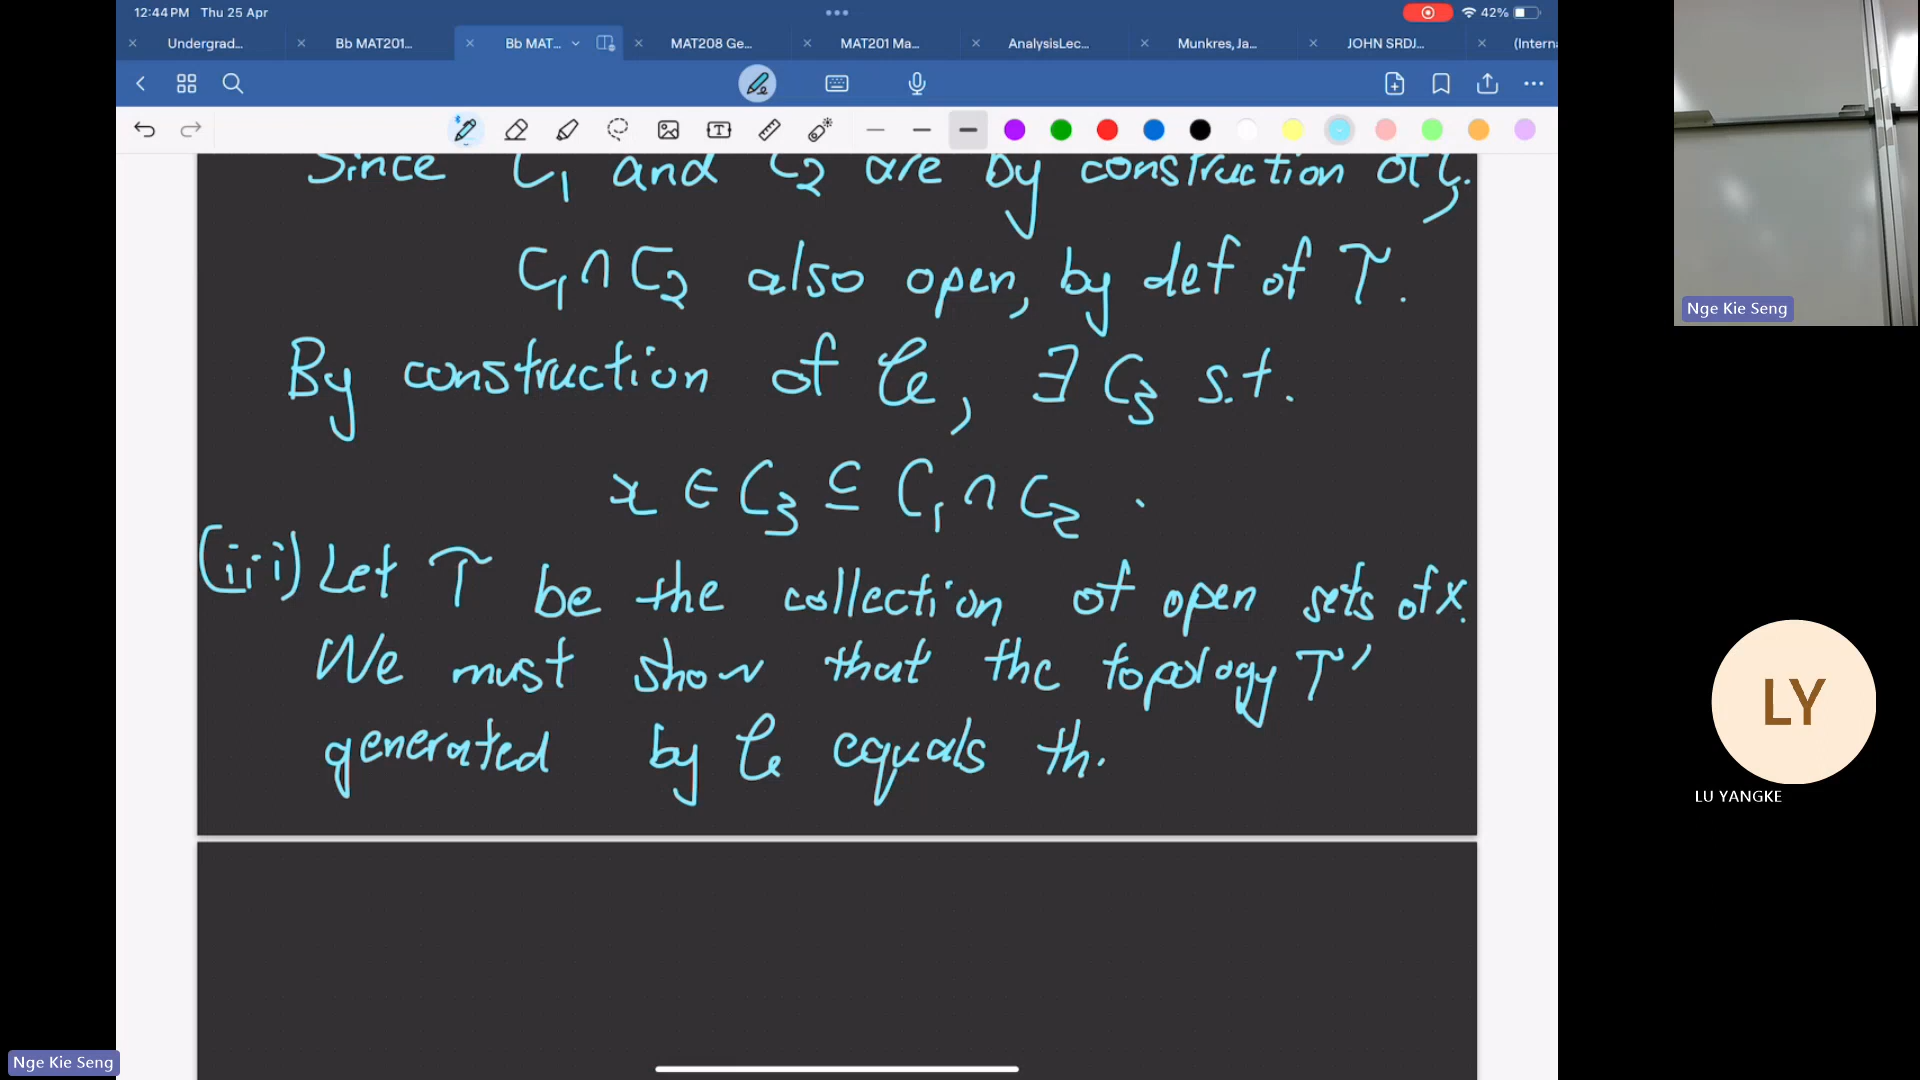 12:44 PM Thu 25 Apr
42%
Undergrad...
Bb MAT201...
Bb MAT...
MAT208 Ge...
MAT201 Ma...
AnalysisLec...
Munkres, Ja...
JOHN SRDJ...
(Intern
Since C₁ and C₂ are by construction of
C₁ ∩ C₂ also open, by def of T.
By construction of 𝒞, ∃ C₃ s.t.
x ∈ C₃ ⊆ C₁ ∩ C₂ .
(iii) Let T be the collection of open sets of X.
We must show that the topology T'
generated by 𝒞 equals th.
Nge Kie Seng
LY
LU YANGKE
Nge Kie Seng